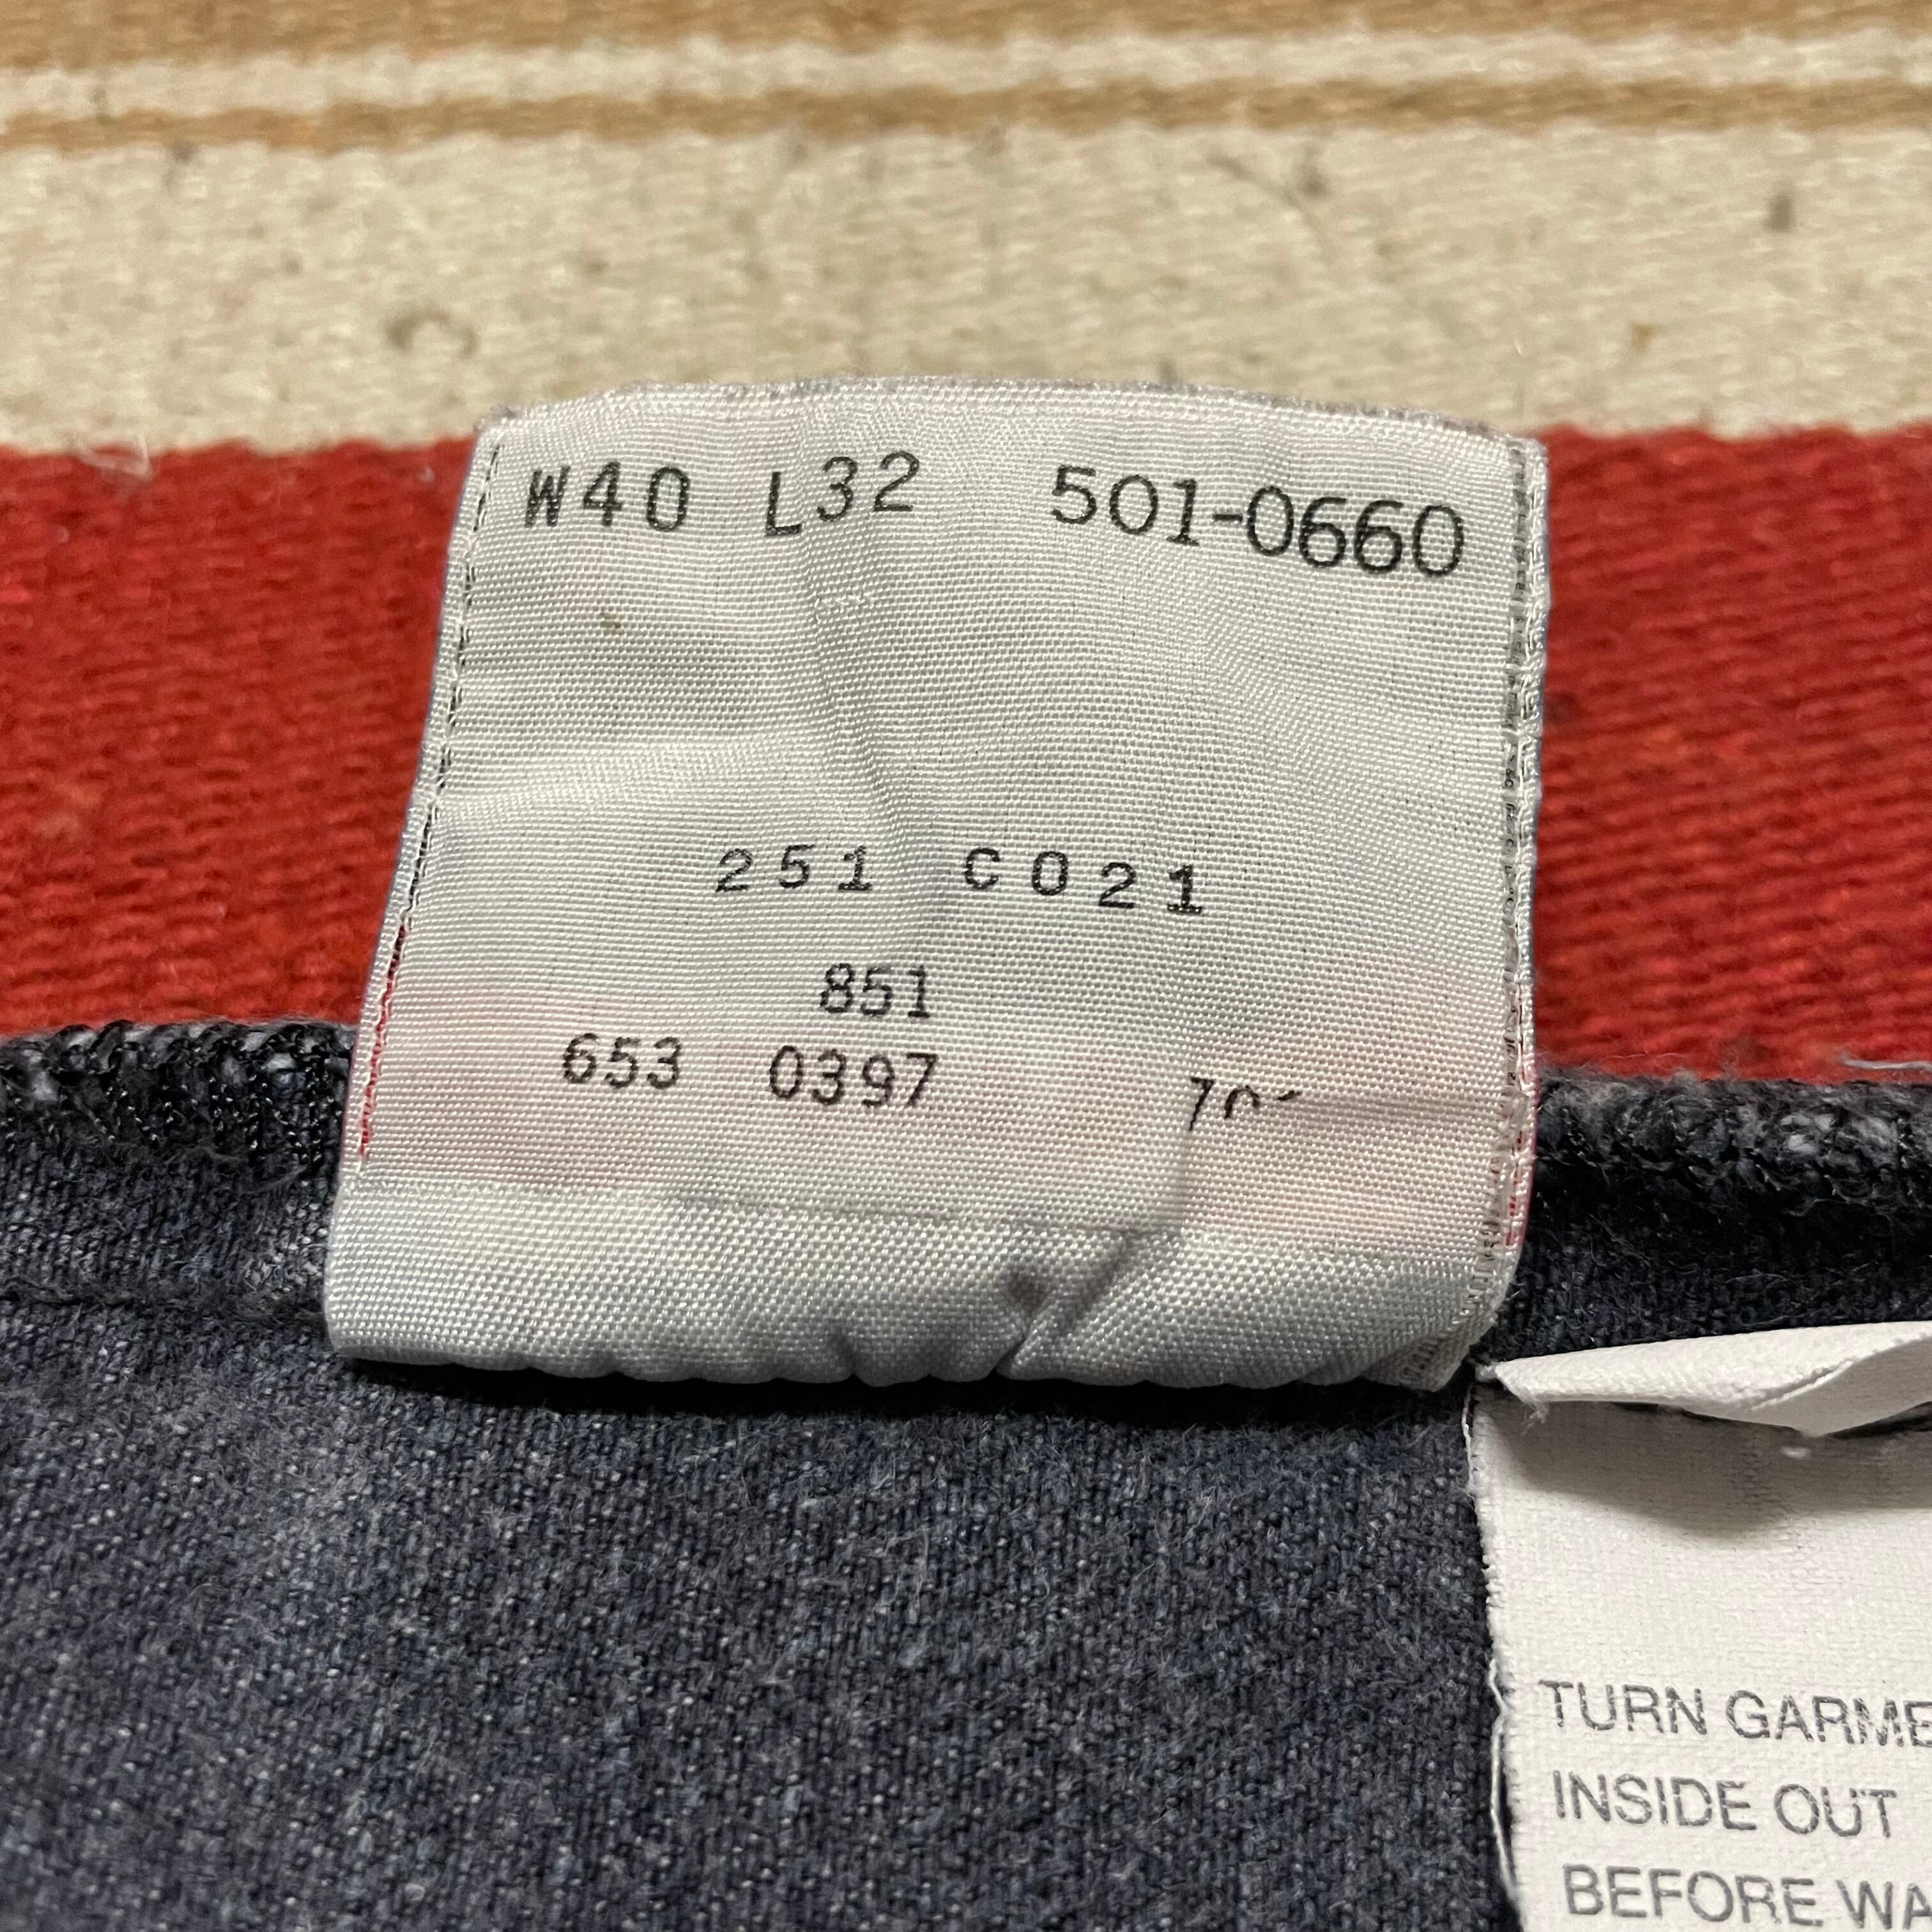 W40 L32 501-0660
251 C021
851
653 0397
TURN GARME
INSIDE OUT
BEFORE WA